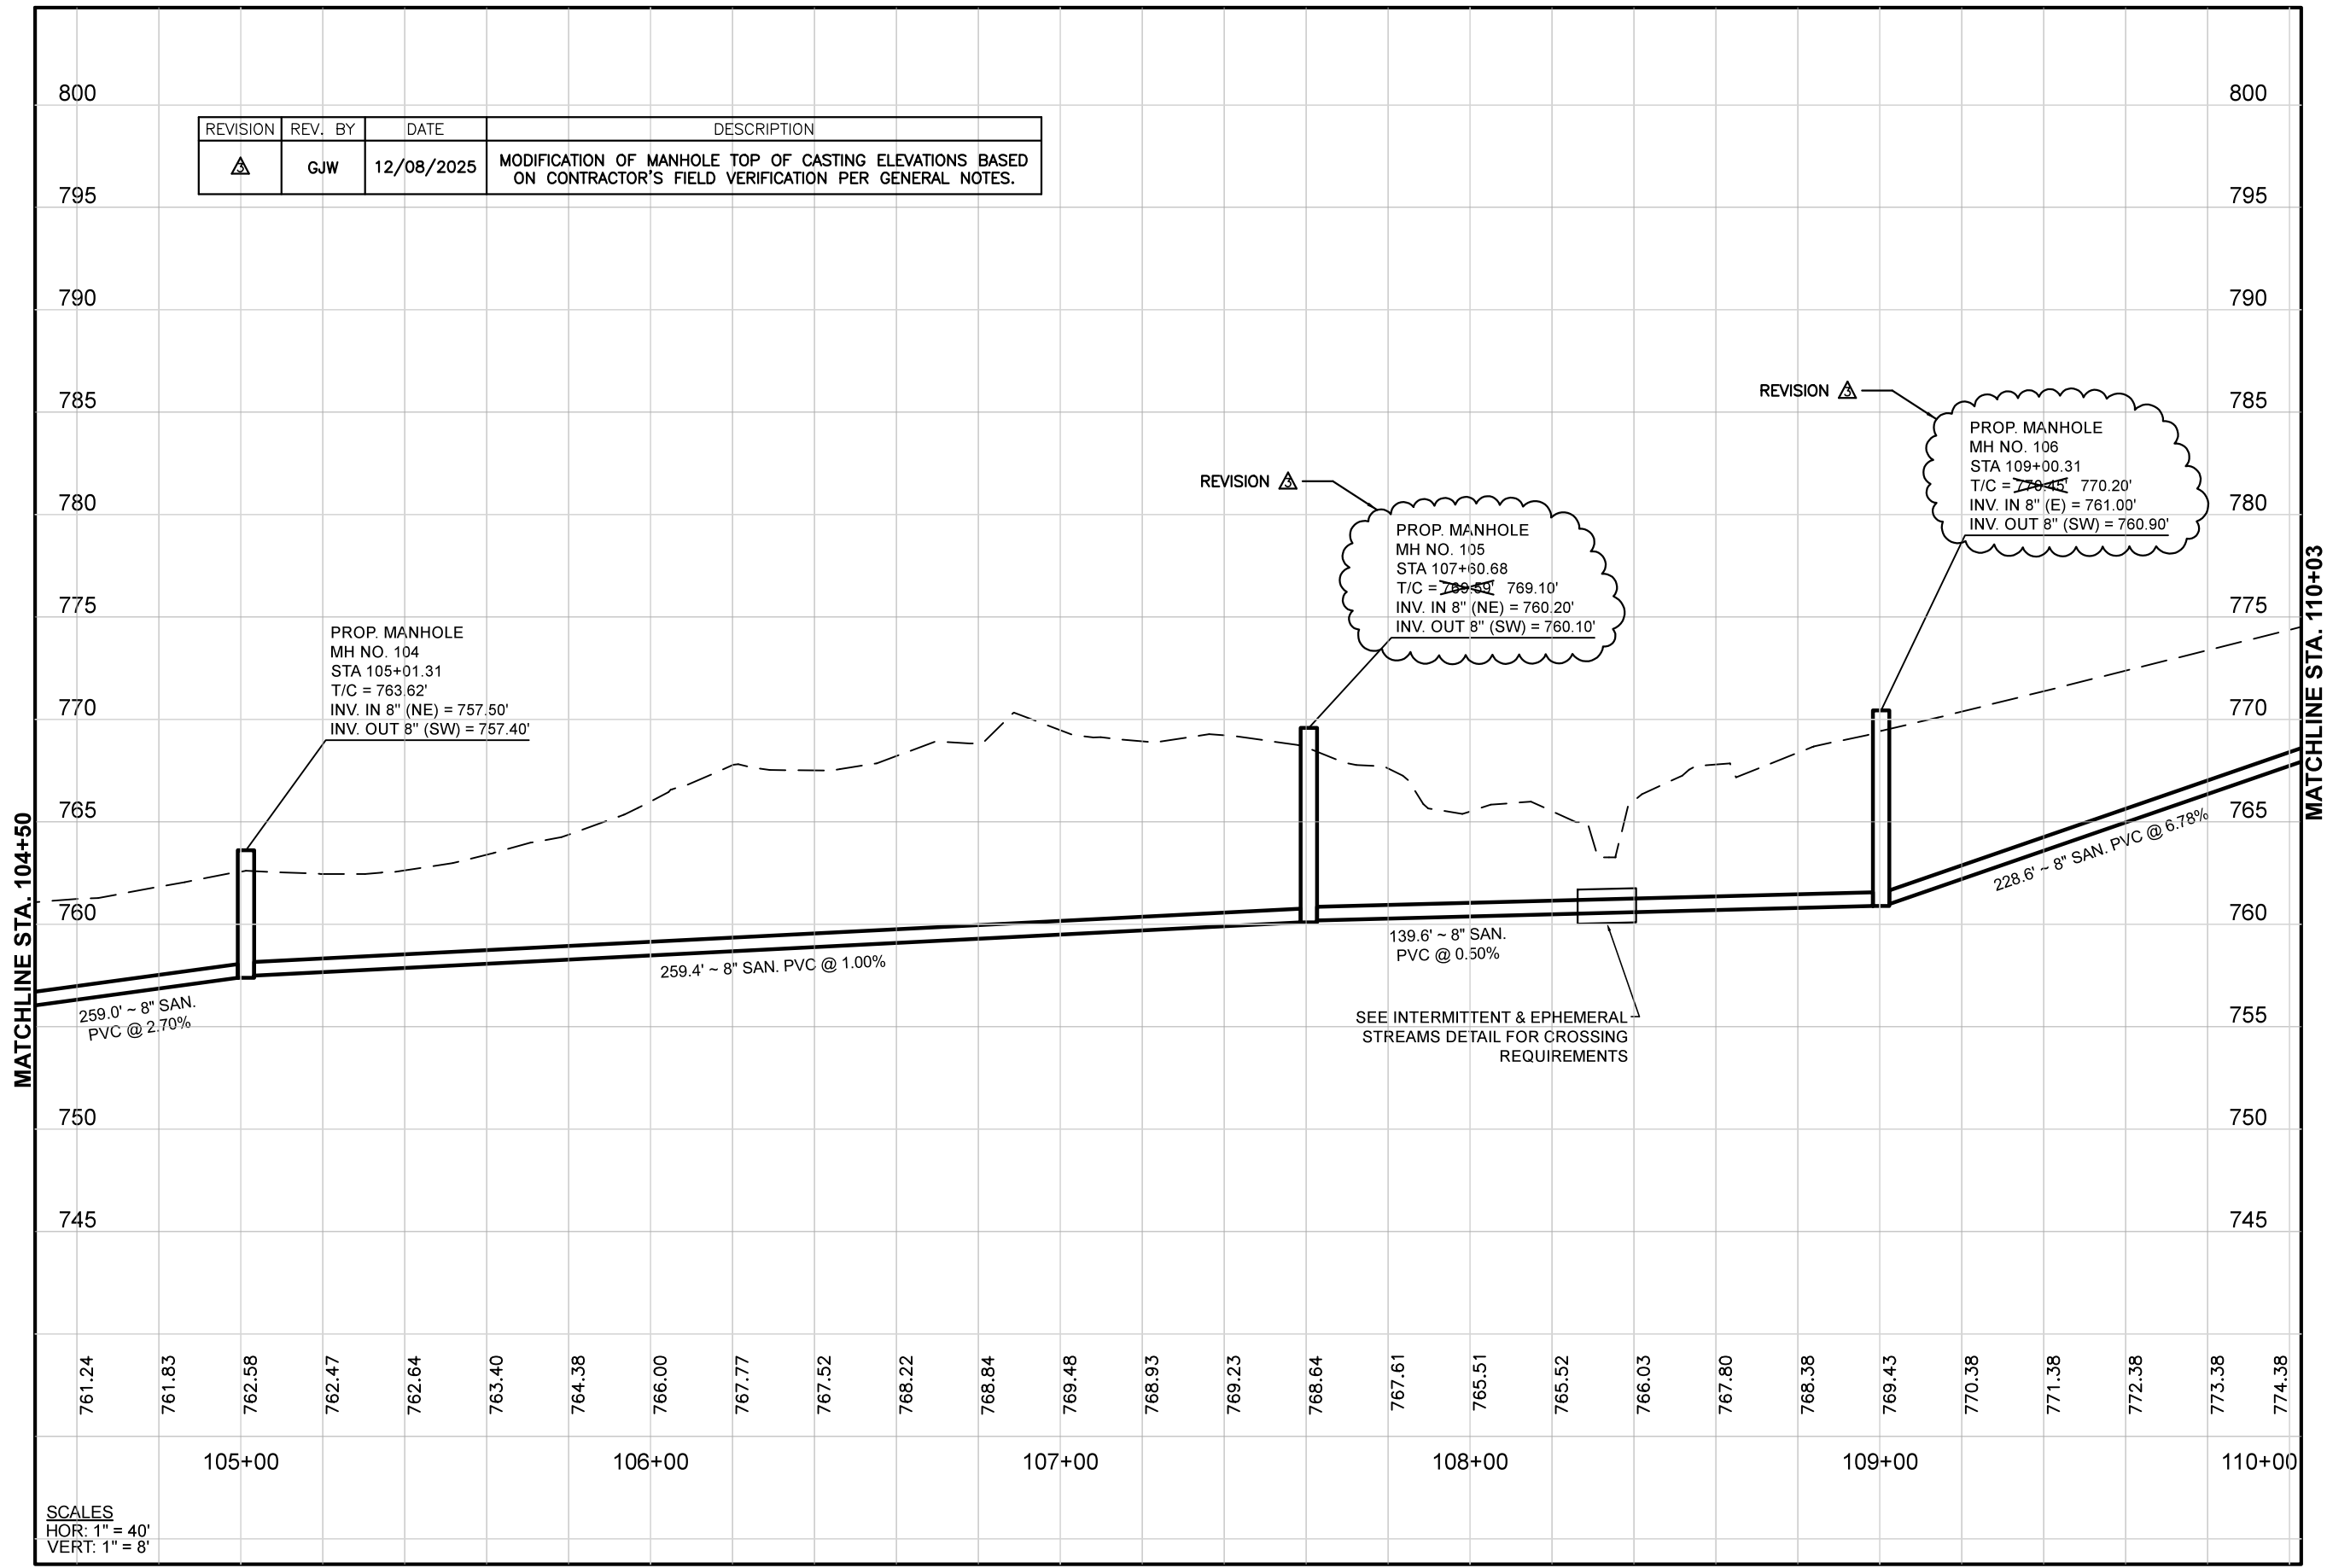 800
800
REVISION REV. BY DATE DESCRIPTION
3 GJW 12/08/2025 MODIFICATION OF MANHOLE TOP OF CASTING ELEVATIONS BASED
ON CONTRACTOR'S FIELD VERIFICATION PER GENERAL NOTES.
795
795
790
790
785
785
REVISION 3
PROP. MANHOLE
MH NO. 106
STA 109+00.31
T/C = 770.45' 770.20'
INV. IN 8" (E) = 761.00'
INV. OUT 8" (SW) = 760.90'
780
780
REVISION 3
PROP. MANHOLE
MH NO. 105
STA 107+60.68
T/C = 769.59' 769.10'
INV. IN 8" (NE) = 760.20'
INV. OUT 8" (SW) = 760.10'
775
775
PROP. MANHOLE
MH NO. 104
STA 105+01.31
T/C = 763.62'
INV. IN 8" (NE) = 757.50'
INV. OUT 8" (SW) = 757.40'
770
770
765
765
760
760
MATCHLINE STA. 104+50
MATCHLINE STA. 110+03
259.0' ~ 8" SAN.
PVC @ 2.70%
259.4' ~ 8" SAN. PVC @ 1.00%
139.6' ~ 8" SAN.
PVC @ 0.50%
228.6' ~ 8" SAN. PVC @ 6.78%
SEE INTERMITTENT & EPHEMERAL
STREAMS DETAIL FOR CROSSING
REQUIREMENTS
755
755
750
750
745
745
761.24
761.83
762.58
762.47
762.64
763.40
764.38
766.00
767.77
767.52
768.22
768.84
769.48
768.93
769.23
768.64
767.61
765.51
765.52
766.03
767.80
768.38
769.43
770.38
771.38
772.38
773.38
774.38
105+00
106+00
107+00
108+00
109+00
110+00
SCALES
HOR: 1" = 40'
VERT: 1" = 8'